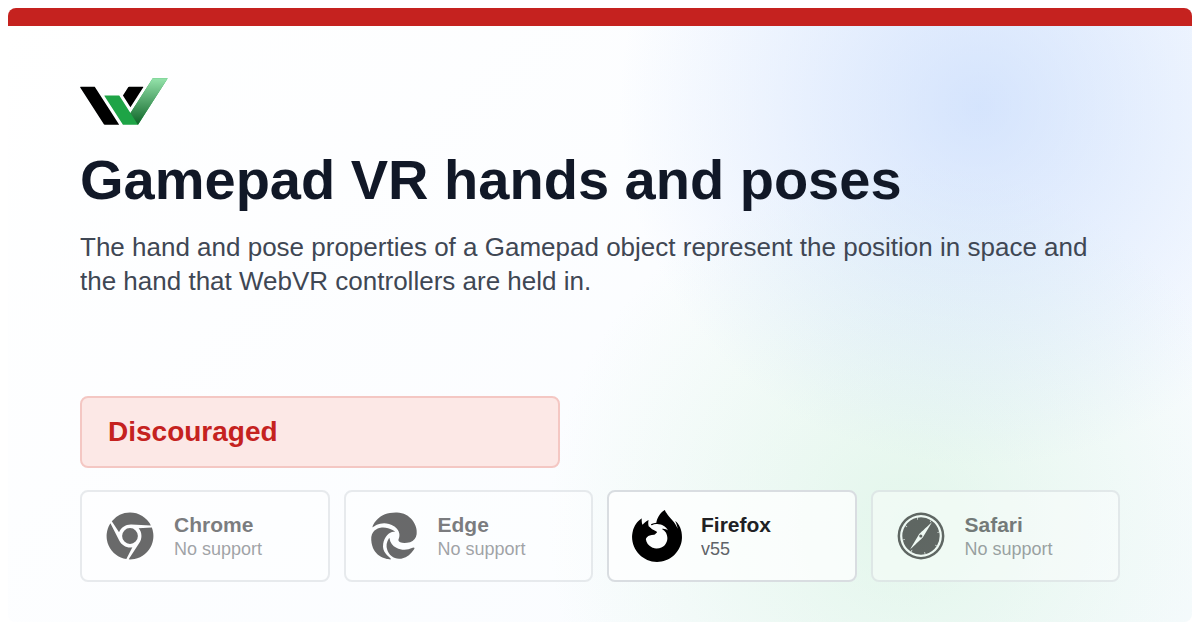 Gamepad VR hands and poses
The hand and pose properties of a Gamepad object represent the position in space and
the hand that WebVR controllers are held in.
Discouraged
Chrome
No support
Edge
No support
Firefox
v55
Safari
No support